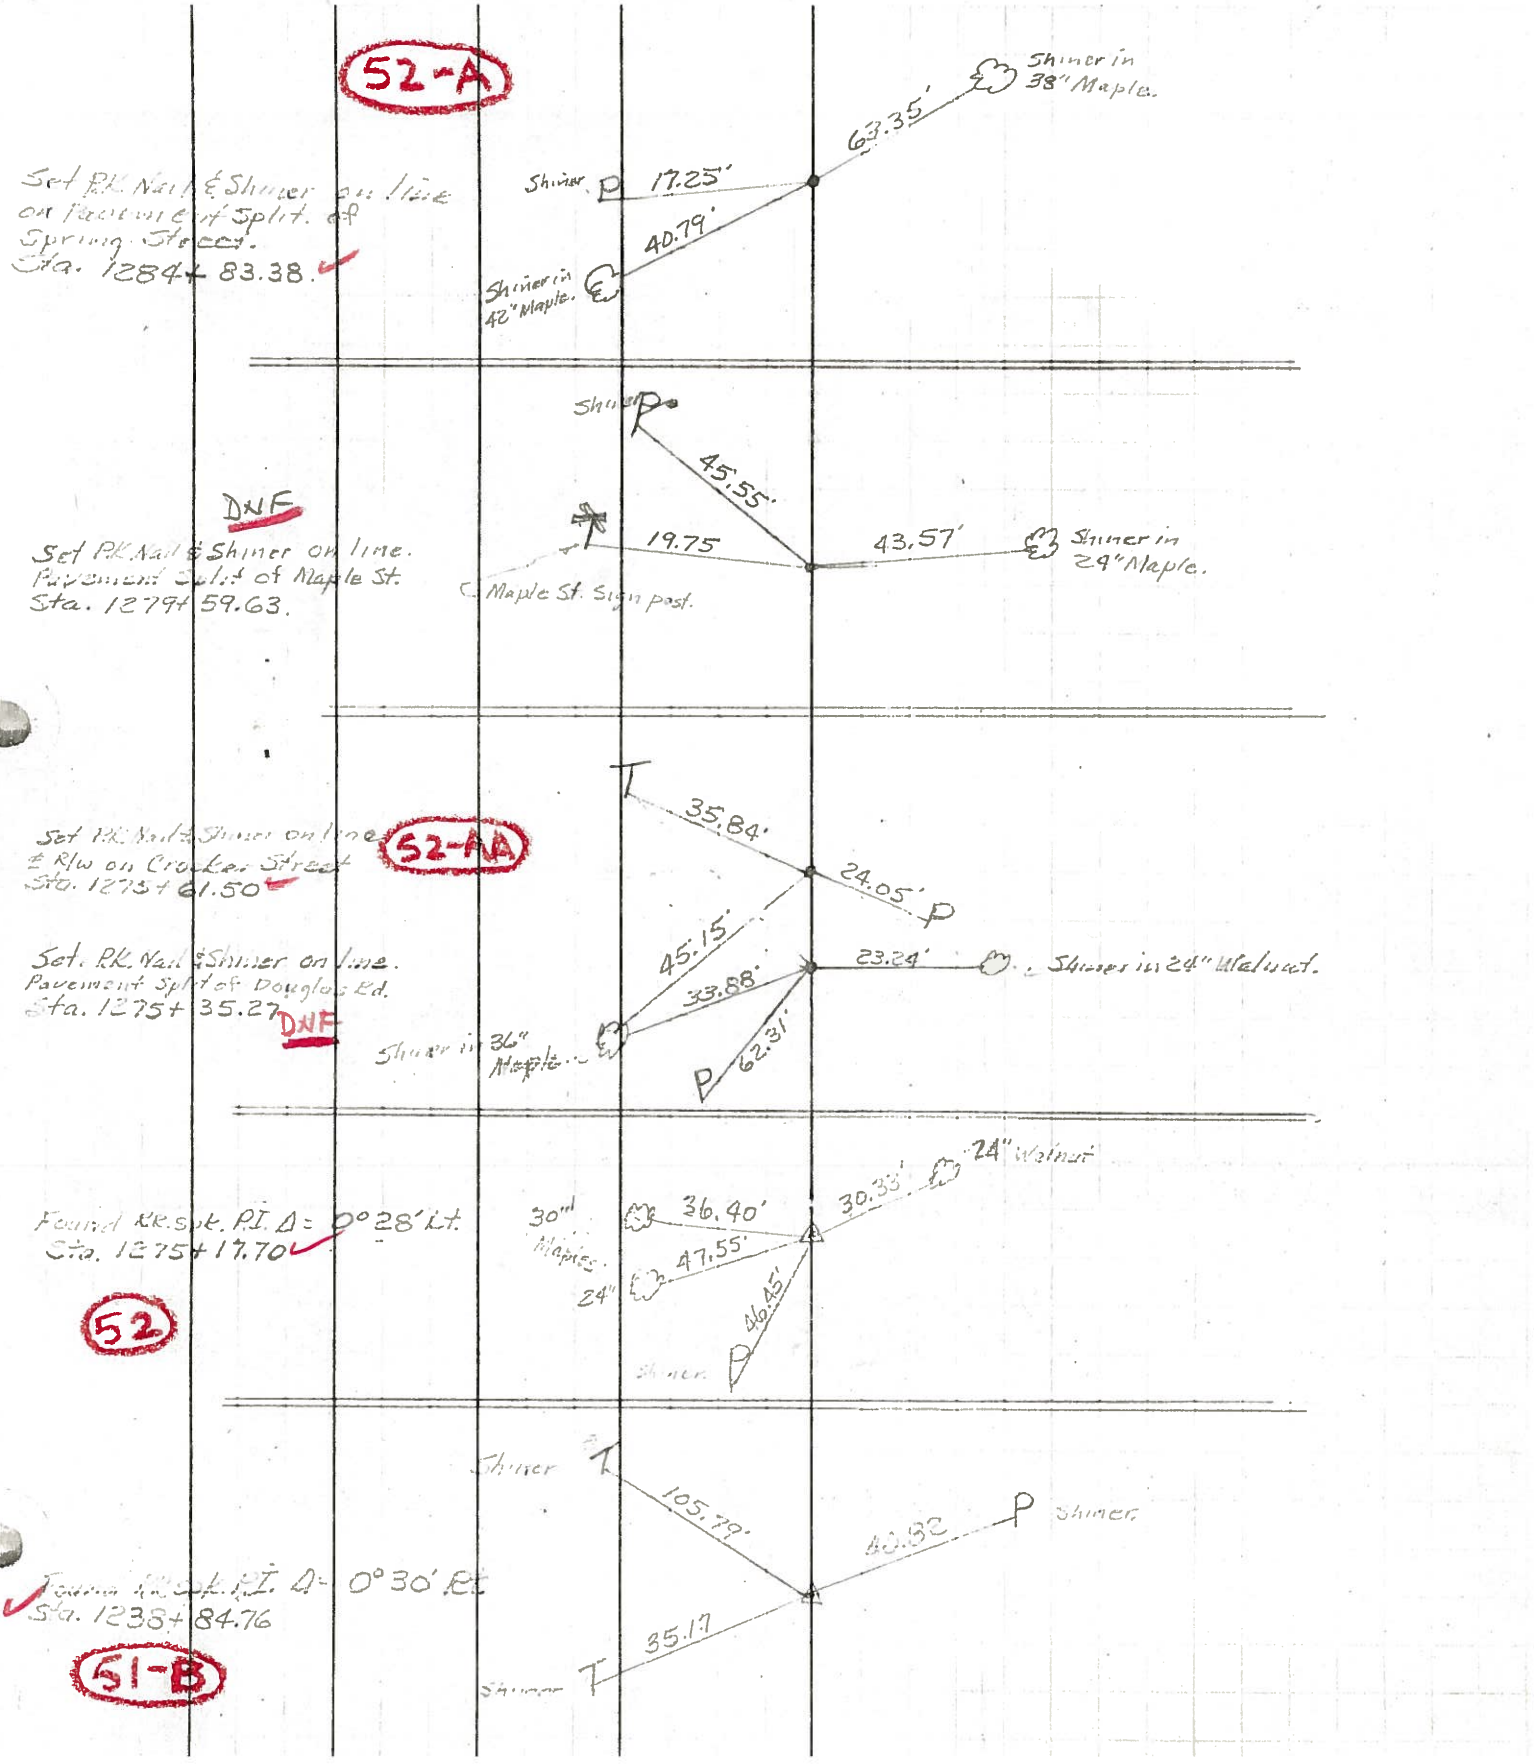 52-A
Shiner in
38" Maple.
63.35'
Set P.K. Nail & Shiner on line
on Pavement Split. of
Spring Street.
Sta. 1284+83.38.
Shiner. P
17.25'
40.79'
Shiner in
42" Maple.
Shiner P
45.55'
DNF
Set P.K. Nail & Shiner on line.
Pavement Split of Maple St.
Sta. 1279+59.63.
19.75
43.57'
Shiner in
24" Maple.
Maple St. Sign post.
T
35.84'
Set P.K. Nail & Shiner on line
R/W on Crocker Street
Sta. 1275+61.50
52-AA
24.05'
P
45.15'
Set. P.K. Nail & Shiner on line.
Pavement Split of Douglas Rd.
Sta. 1275+35.27
DNF
33.88'
23.24'
Shiner in 24" Walnut.
62.31'
P
Shiner in 36"
Maple
24" Walnut
30.33'
Found RR. spk. P.I. Δ= 0°28' Lt.
Sta. 1275+17.70
30"
Maples.
24"
36.40'
47.55'
46.45'
52
Shiner. P
Shiner T
105.79'
40.82
P Shiner.
Found RR. spk. P.I. Δ= 0°30' Rt
Sta. 1238+84.76
35.17
Shiner T
51-B